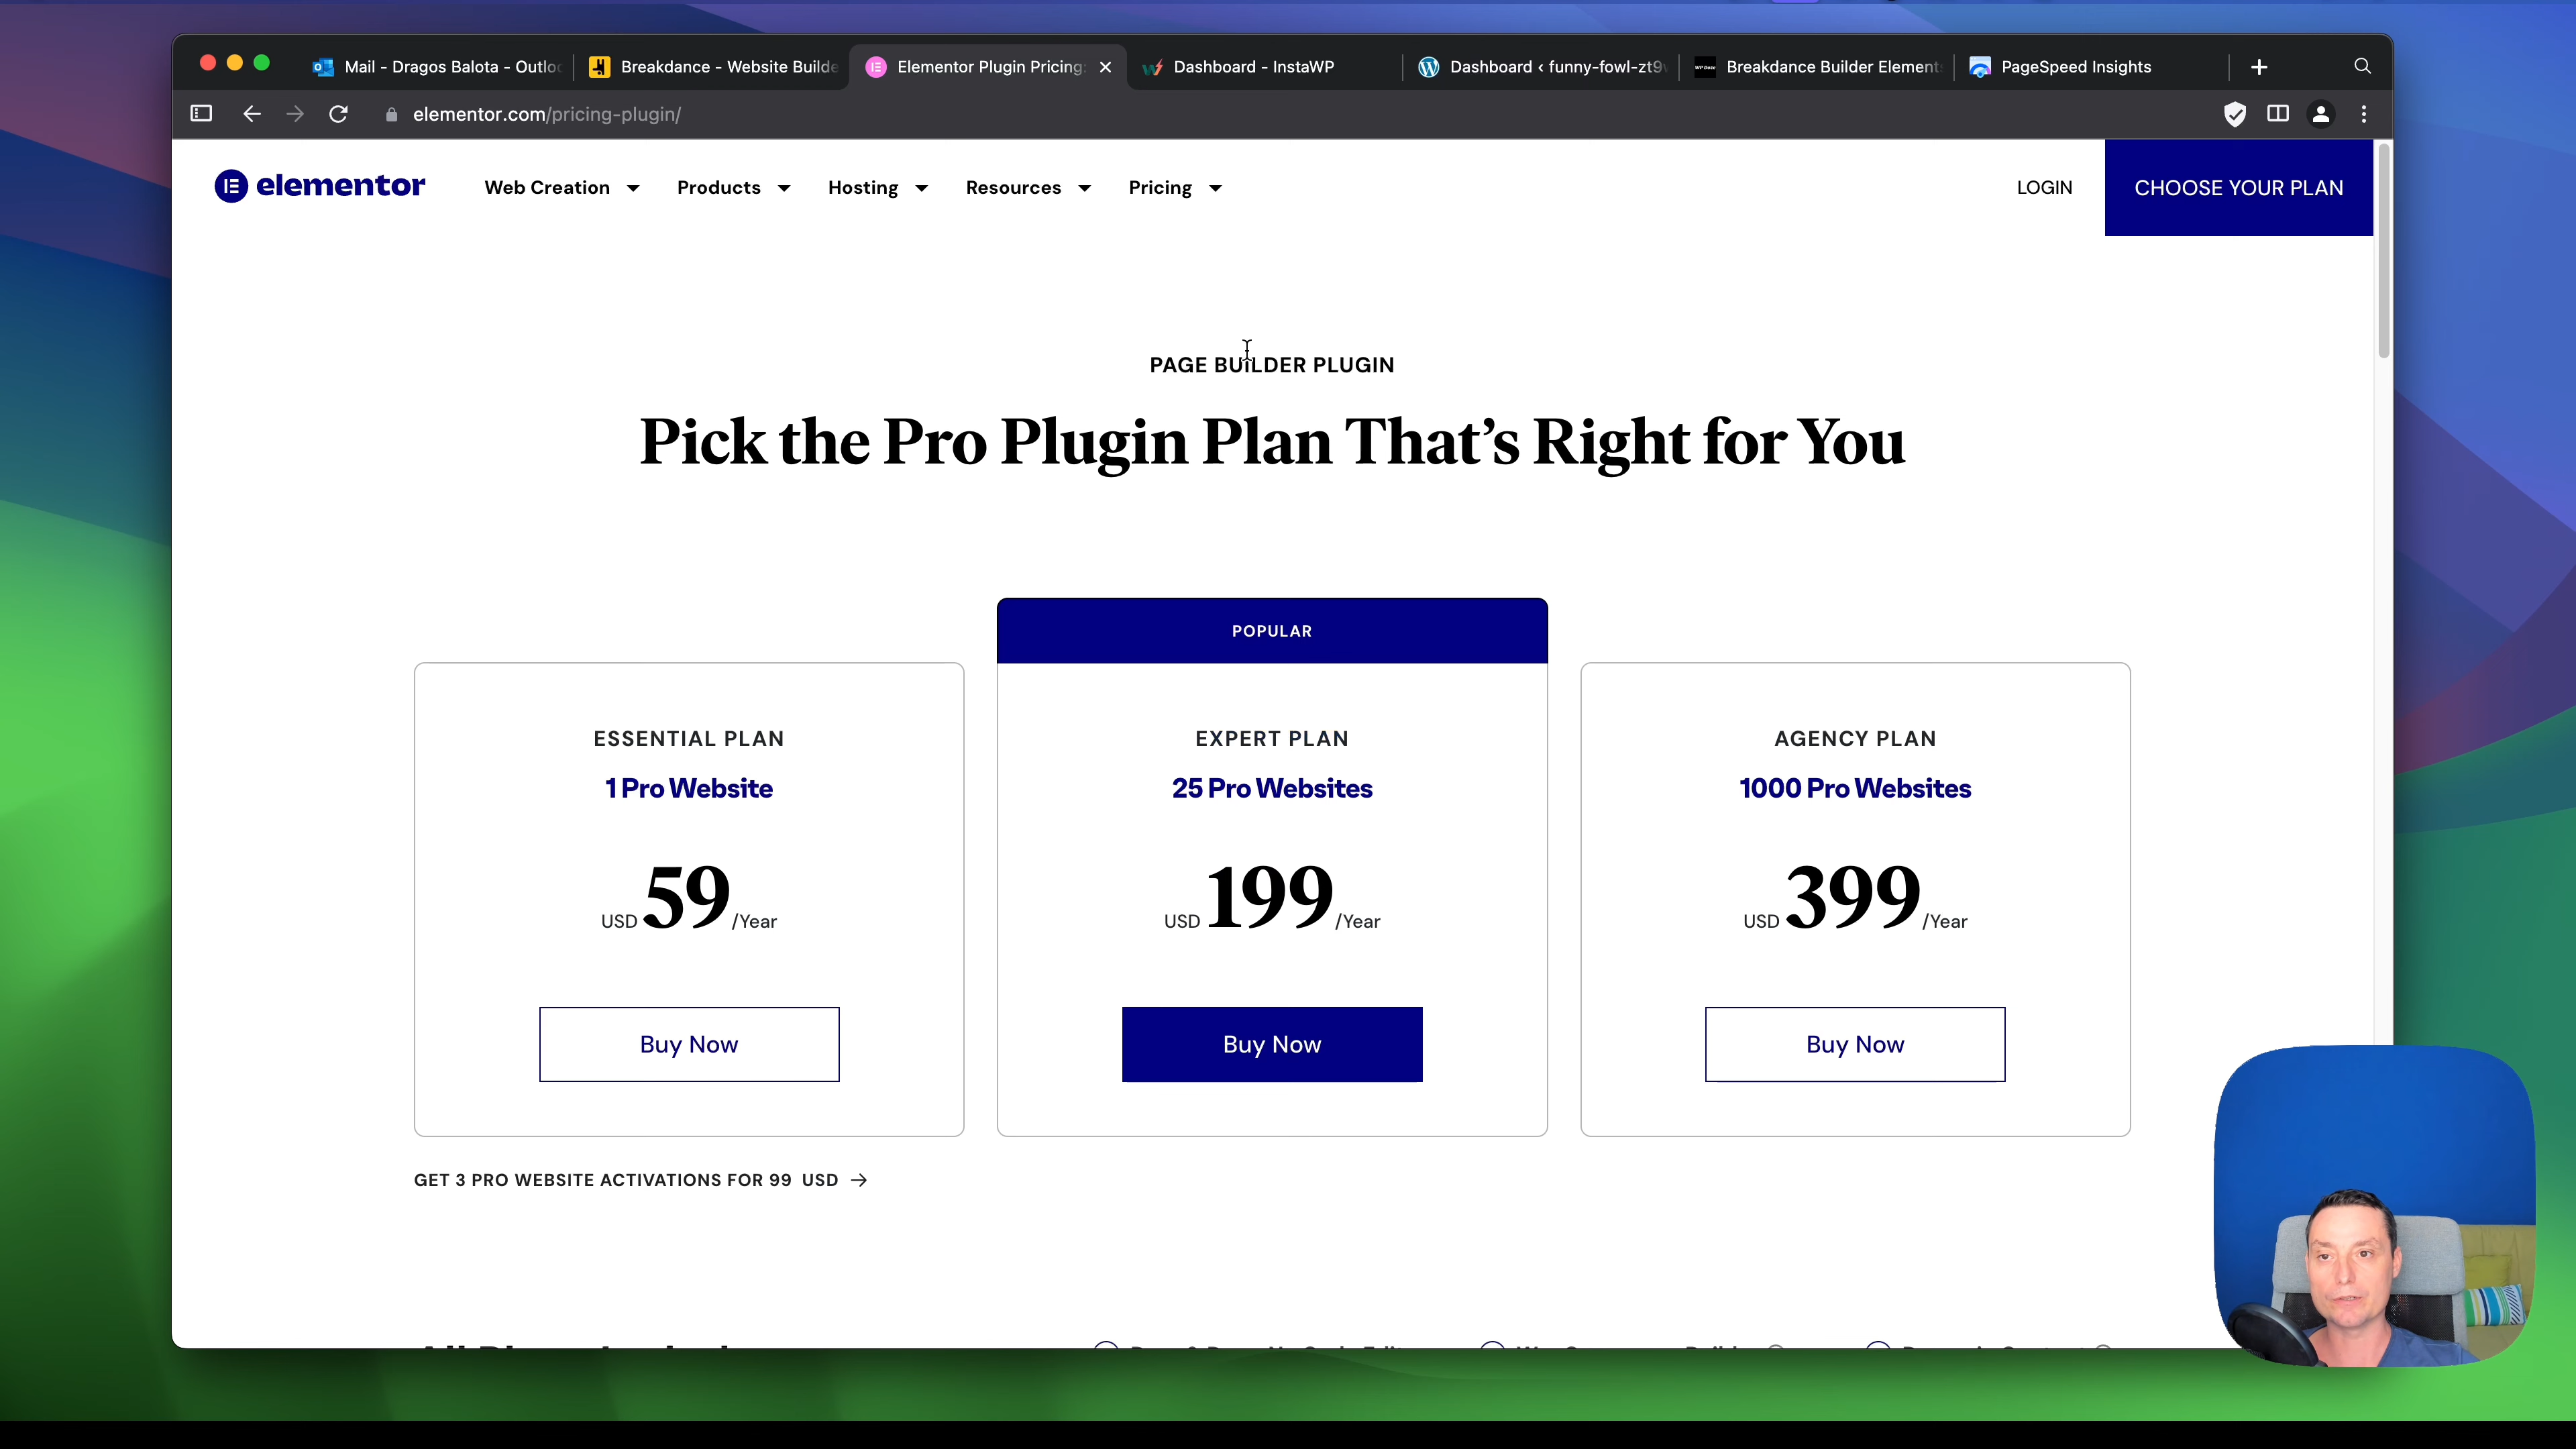 Mail - Dragos Balota - Outlo
Breakdance - Website Builde
Elementor Plugin Pricing:
Dashboard - InstaWP
Dashboard ‹ funny-fowl-zt9
Breakdance Builder Element
PageSpeed Insights
elementor.com/pricing-plugin/
elementor
Web Creation
Products
Hosting
Resources
Pricing
LOGIN
CHOOSE YOUR PLAN
PAGE BUILDER PLUGIN
Pick the Pro Plugin Plan That's Right for You
POPULAR
ESSENTIAL PLAN
1 Pro Website
USD 59 /Year
Buy Now
EXPERT PLAN
25 Pro Websites
USD 199 /Year
Buy Now
AGENCY PLAN
1000 Pro Websites
USD 399 /Year
Buy Now
GET 3 PRO WEBSITE ACTIVATIONS FOR 99 USD →